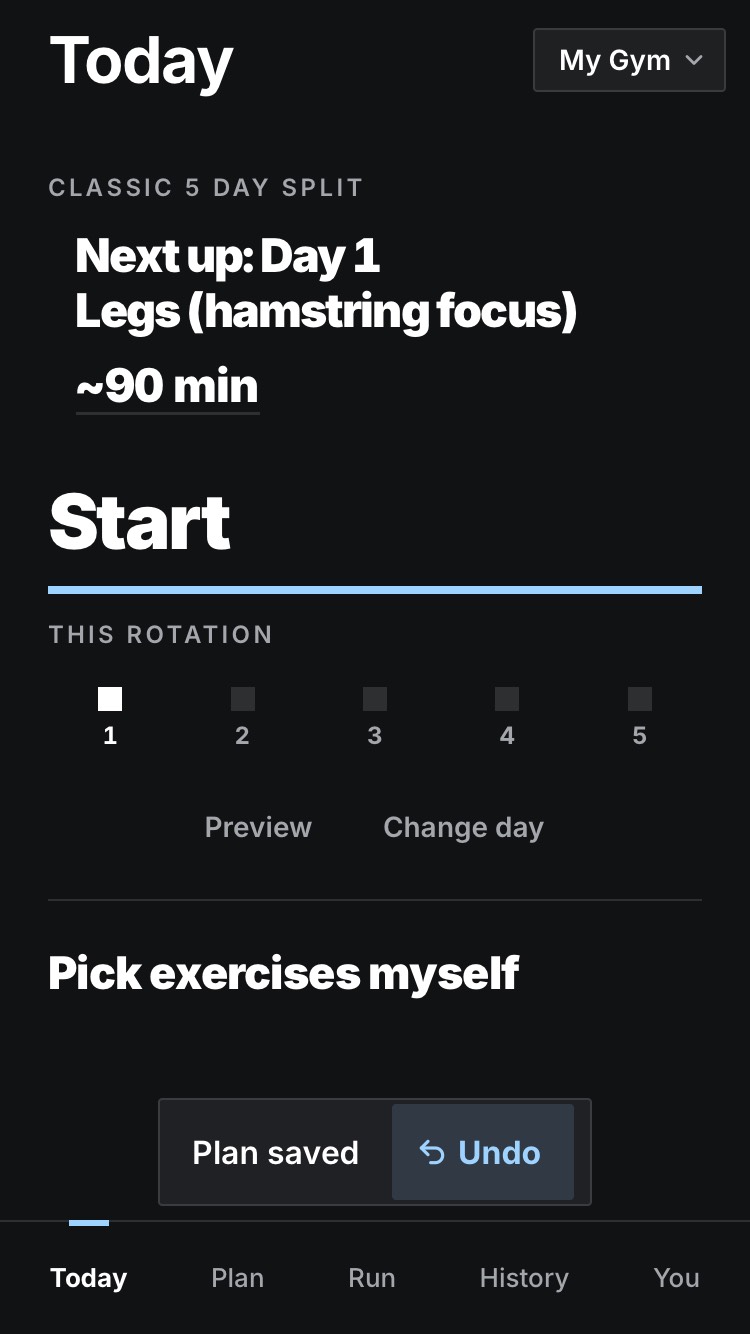 Today
My Gym
CLASSIC 5 DAY SPLIT
Next up: Day 1
Legs (hamstring focus)
~90 min
Start
THIS ROTATION
1 2 3 4 5
Preview Change day
Pick exercises myself
Plan saved Undo
Today Plan Run History You